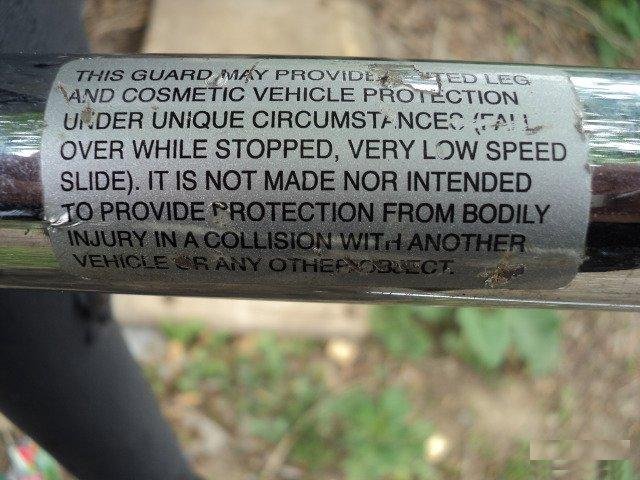 THIS GUARD MAY PROVIDE LIMITED LEG
AND COSMETIC VEHICLE PROTECTION
UNDER UNIQUE CIRCUMSTANCES (FALL
OVER WHILE STOPPED, VERY LOW SPEED
SLIDE). IT IS NOT MADE NOR INTENDED
TO PROVIDE PROTECTION FROM BODILY
INJURY IN A COLLISION WITH ANOTHER
VEHICLE OR ANY OTHER OBJECT.